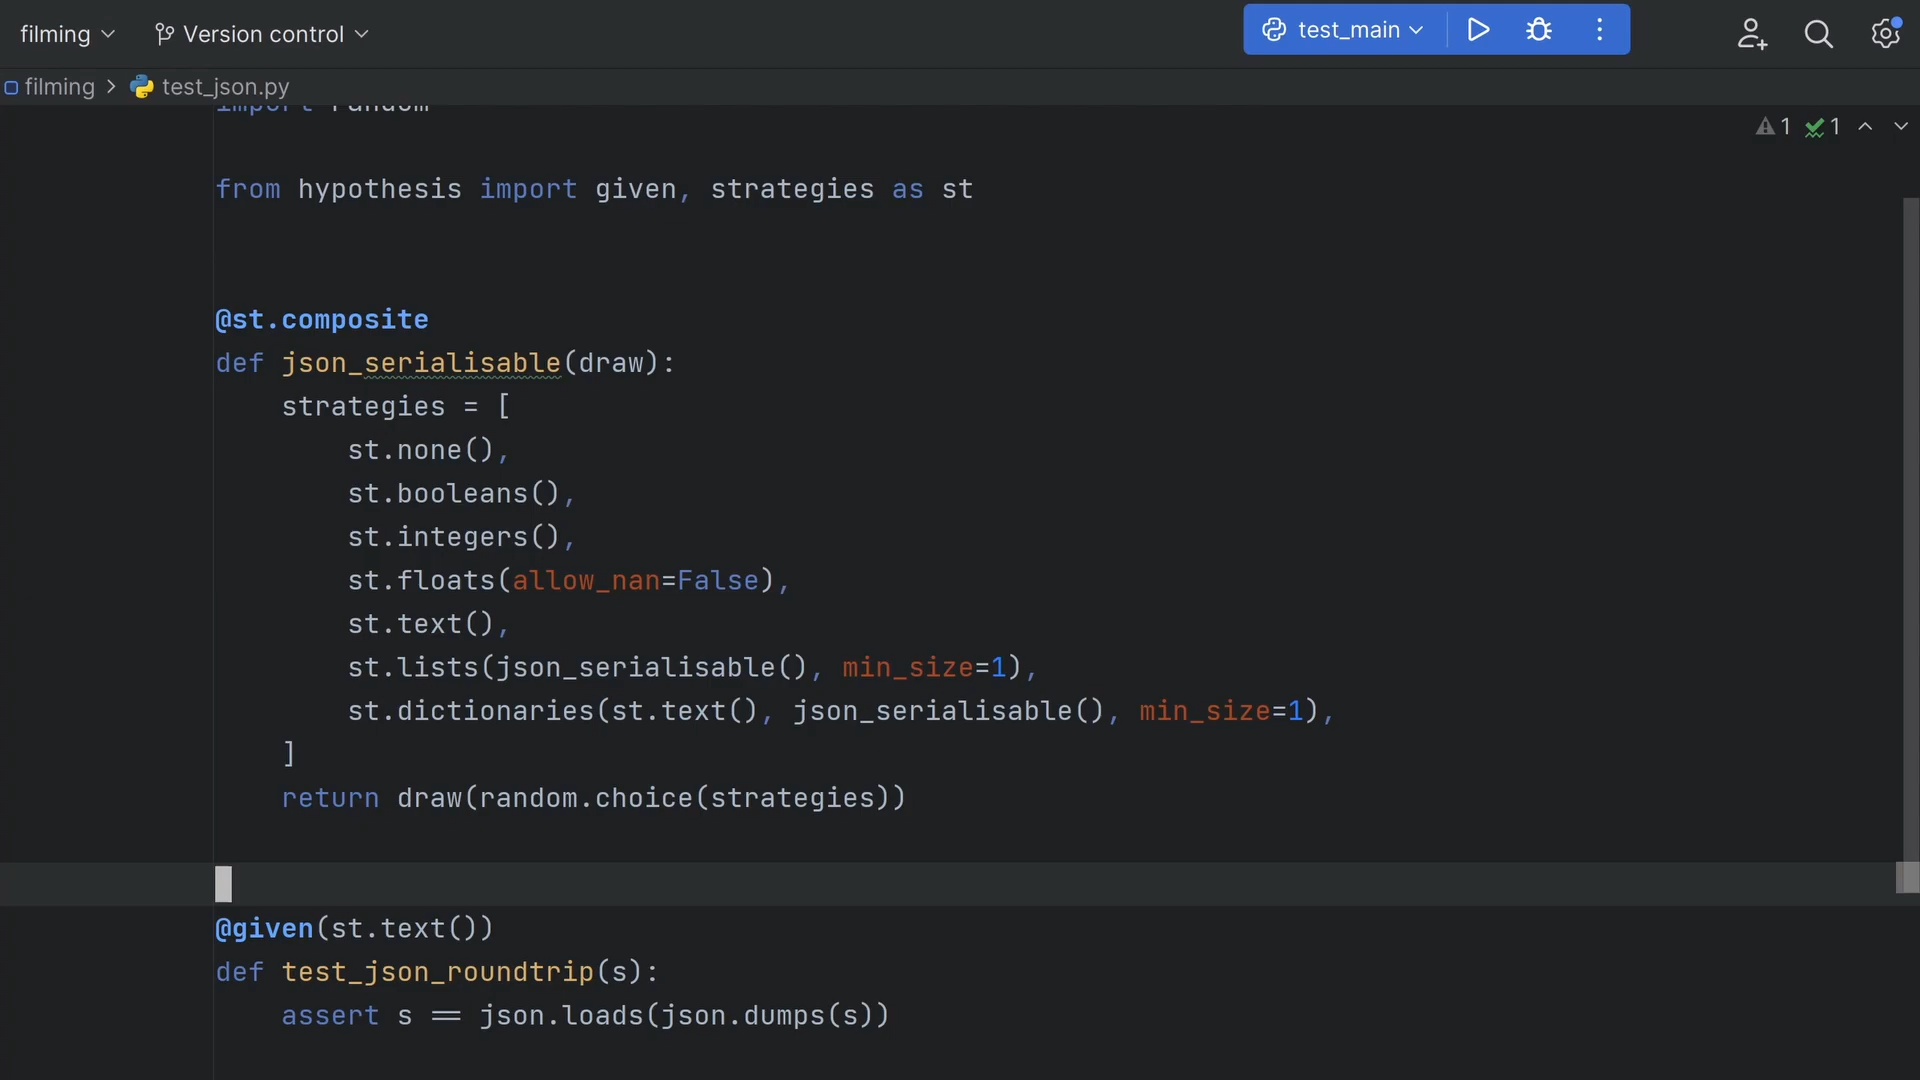 filming Version control test_main
filming > test_json.py
import random
1 1
from hypothesis import given, strategies as st
@st.composite
def json_serialisable(draw):
    strategies = [
        st.none(),
        st.booleans(),
        st.integers(),
        st.floats(allow_nan=False),
        st.text(),
        st.lists(json_serialisable(), min_size=1),
        st.dictionaries(st.text(), json_serialisable(), min_size=1),
    ]
    return draw(random.choice(strategies))
@given(st.text())
def test_json_roundtrip(s):
    assert s == json.loads(json.dumps(s))